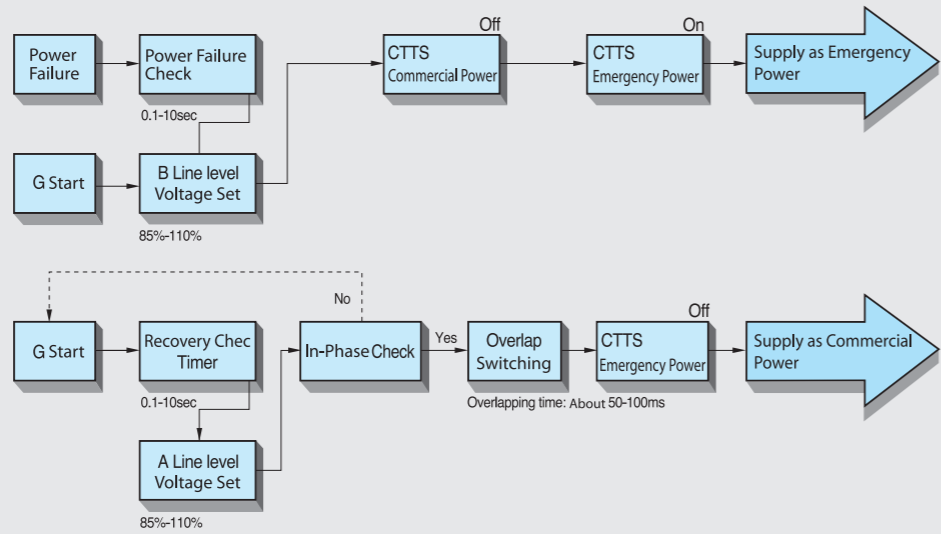 Power
Failure
Power Failure
Check
0.1-10sec
G Start
B Line level
Voltage Set
85%-110%
Off
CTTS
Commercial Power
On
CTTS
Emergency Power
Supply as Emergency
Power
No
G Start
Recovery Chec
Timer
0.1-10sec
A Line level
Voltage Set
85%-110%
In-Phase Check
Yes
Overlap
Switching
Overlapping time: About 50-100ms
Off
CTTS
Emergency Power
Supply as Commercial
Power